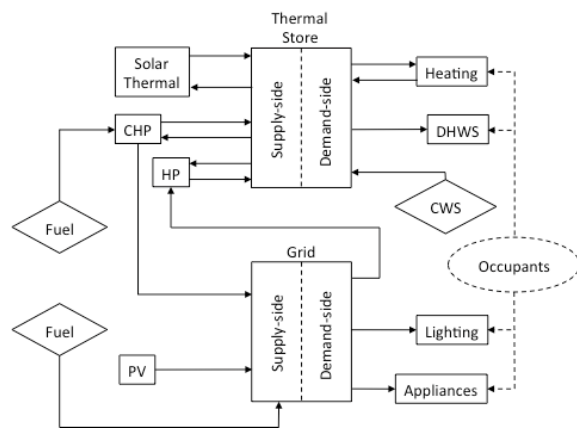 Thermal
Store
Solar
Thermal
Supply-side
Demand-side
Heating
CHP
DHWS
HP
CWS
Fuel
Grid
Occupants
Fuel
Supply-side
Demand-side
Lighting
PV
Appliances